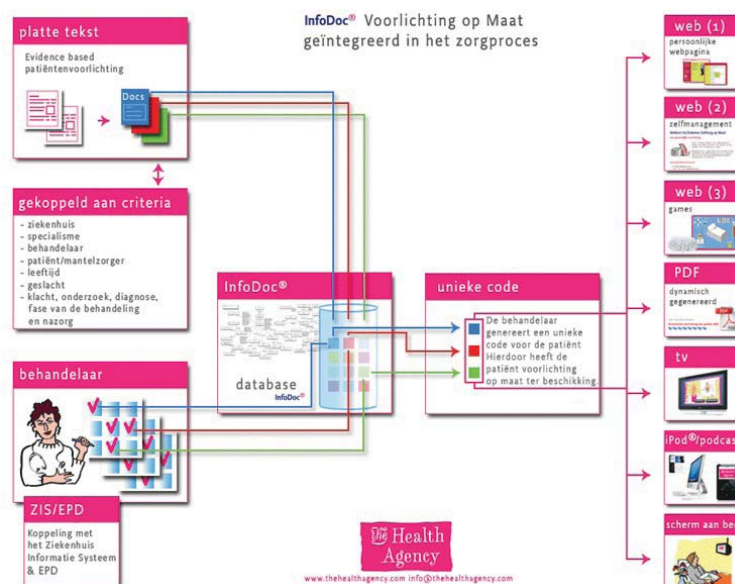 InfoDoc® Voorlichting op Maat
geïntegreerd in het zorgproces
platte tekst
Evidence based
patiëntenvoorlichting
Docs
gekoppeld aan criteria
- ziekenhuis
- specialisme
- behandelaar
- patiënt/mantelzorger
- leeftijd
- geslacht
- klacht, onderzoek, diagnose,
fase van de behandeling
en nazorg
behandelaar
ZIS/EPD
Koppeling met
het Ziekenhuis
Informatie Systeem
& EPD
InfoDoc®
database
InfoDoc®
unieke code
De behandelaar
genereert een unieke
code voor de patiënt
Hierdoor heeft de
patiënt voorlichting
op maat ter beschikking.
web (1)
persoonlijke
webpagina
web (2)
zelfmanagement
web (3)
games
PDF
dynamisch
gegenereerd
PDF
tv
iPod®/podcas
scherm aan be
the Health
Agency
www.thehealthagency.com info@thehealthagency.com